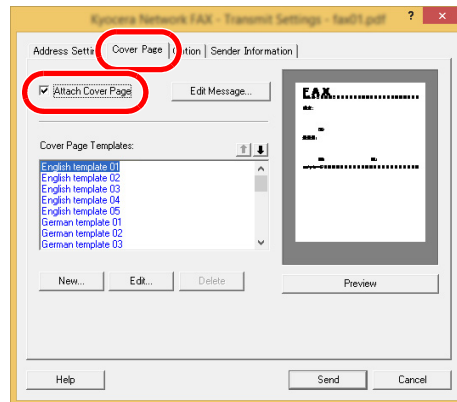 Kyocera Network FAX - Transmit Settings - fax01.pdf ? ×
Address Settin Cover Page Option Sender Information
Attach Cover Page Edit Message...
FAX
Cover Page Templates:
English template 01
English template 02
English template 03
English template 04
English template 05
German template 01
German template 02
German template 03
New... Edit... Delete Preview
Help Send Cancel